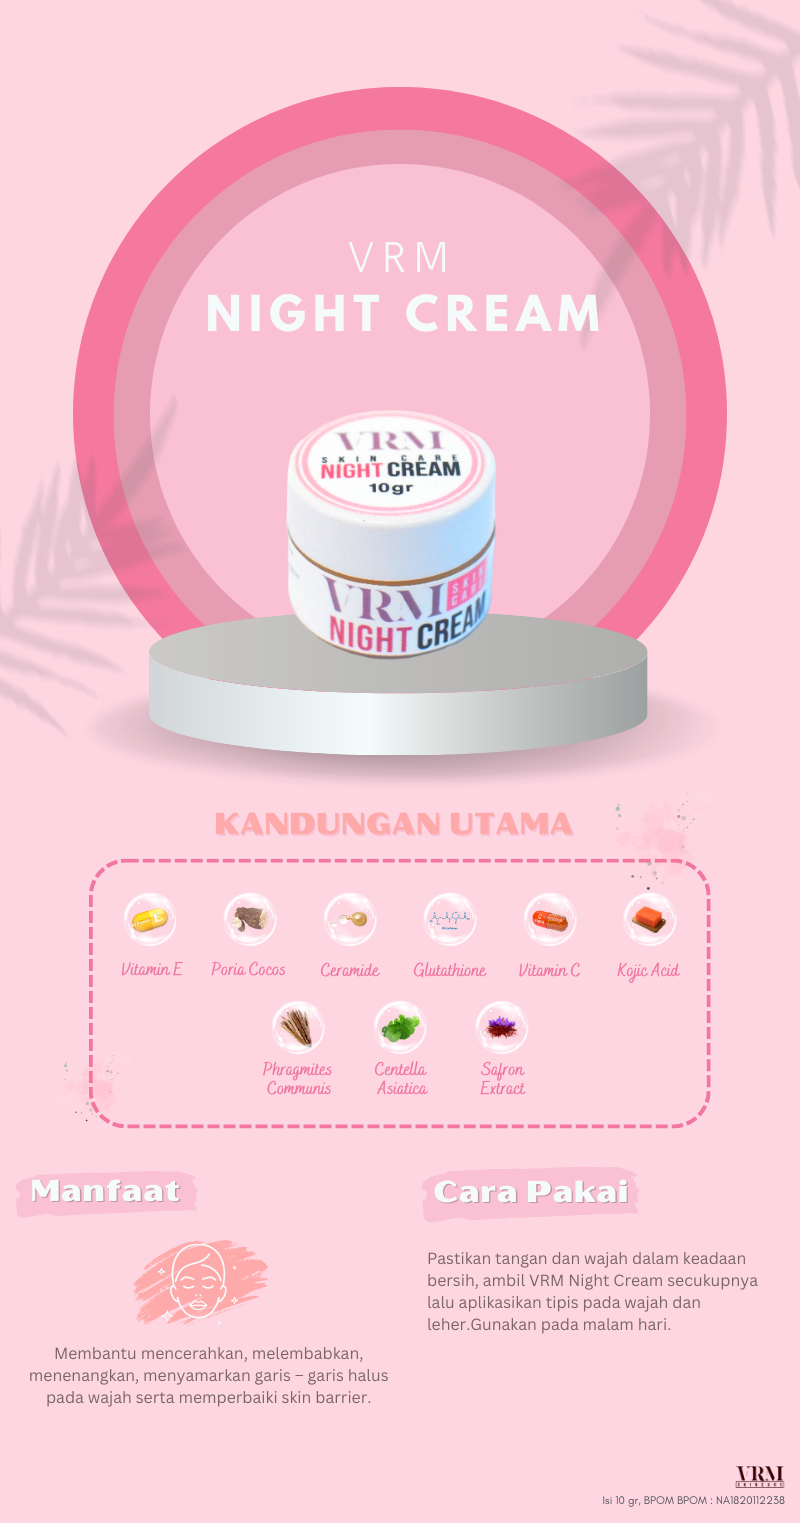 VRM
NIGHT CREAM
VRM
SKIN CARE
NIGHT CREAM
10gr
VRM SKIN CARE
NIGHT CREAM
KANDUNGAN UTAMA
Vitamin E
Poria Cocos
Ceramide
Glutathione
Vitamin C
Kojic Acid
Phragmites
Communis
Centella
Asiatica
Safron
Extract
Manfaat
Membantu mencerahkan, melembabkan,
menenangkan, menyamarkan garis – garis halus
pada wajah serta memperbaiki skin barrier.
Cara Pakai
Pastikan tangan dan wajah dalam keadaan
bersih, ambil VRM Night Cream secukupnya
lalu aplikasikan tipis pada wajah dan
leher.Gunakan pada malam hari.
VRM
SKINCARE
Isi 10 gr, BPOM BPOM : NA1820112238